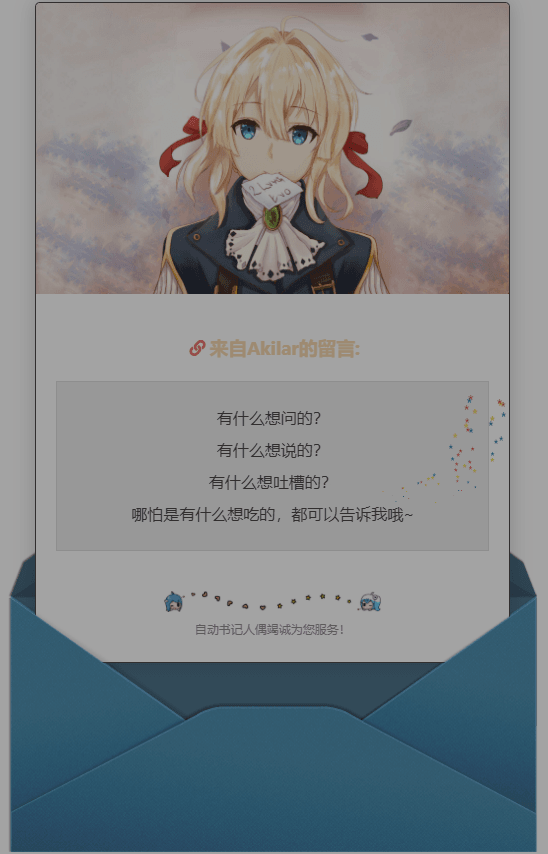 来自Akilar的留言:
有什么想问的?
有什么想说的?
有什么想吐槽的?
哪怕是有什么想吃的，都可以告诉我哦~
自动书记人偶竭诚为您服务！